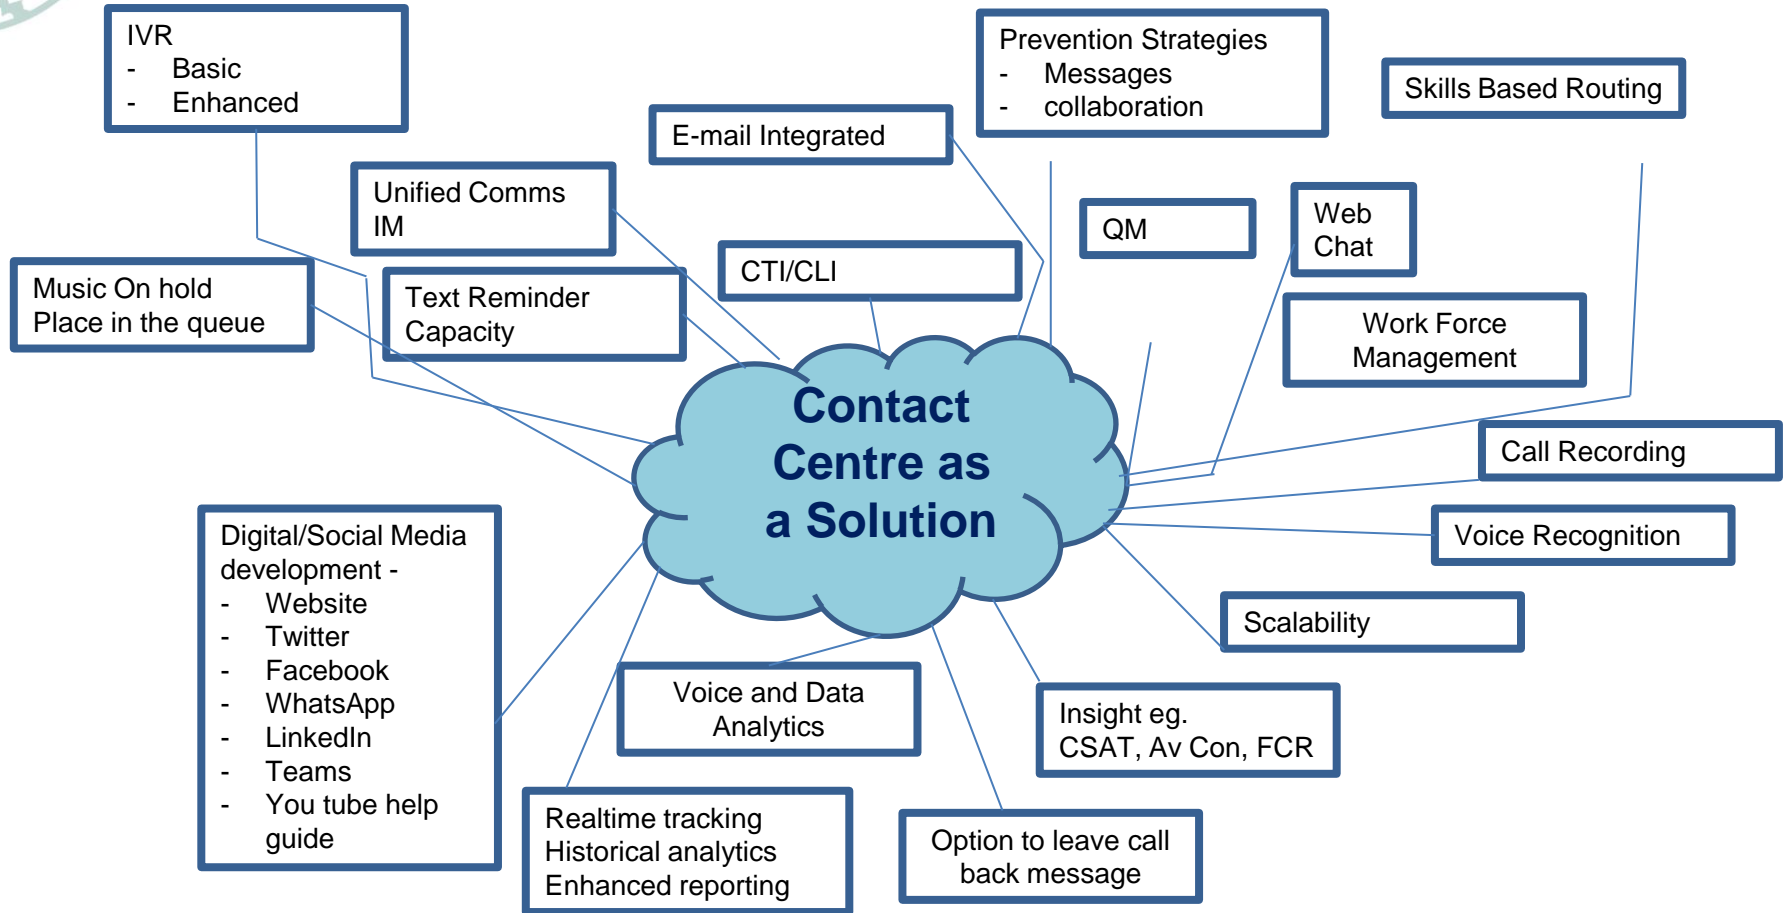 IVR
- Basic
- Enhanced
Prevention Strategies
- Messages
- collaboration
Skills Based Routing
E-mail Integrated
Unified Comms
IM
QM
Web
Chat
Music On hold
Place in the queue
Text Reminder
Capacity
CTI/CLI
Work Force
Management
Contact
Centre as
a Solution
Call Recording
Voice Recognition
Digital/Social Media
development -
- Website
- Twitter
- Facebook
- WhatsApp
- LinkedIn
- Teams
- You tube help
guide
Scalability
Voice and Data
Analytics
Insight eg.
CSAT, Av Con, FCR
Realtime tracking
Historical analytics
Enhanced reporting
Option to leave call
back message